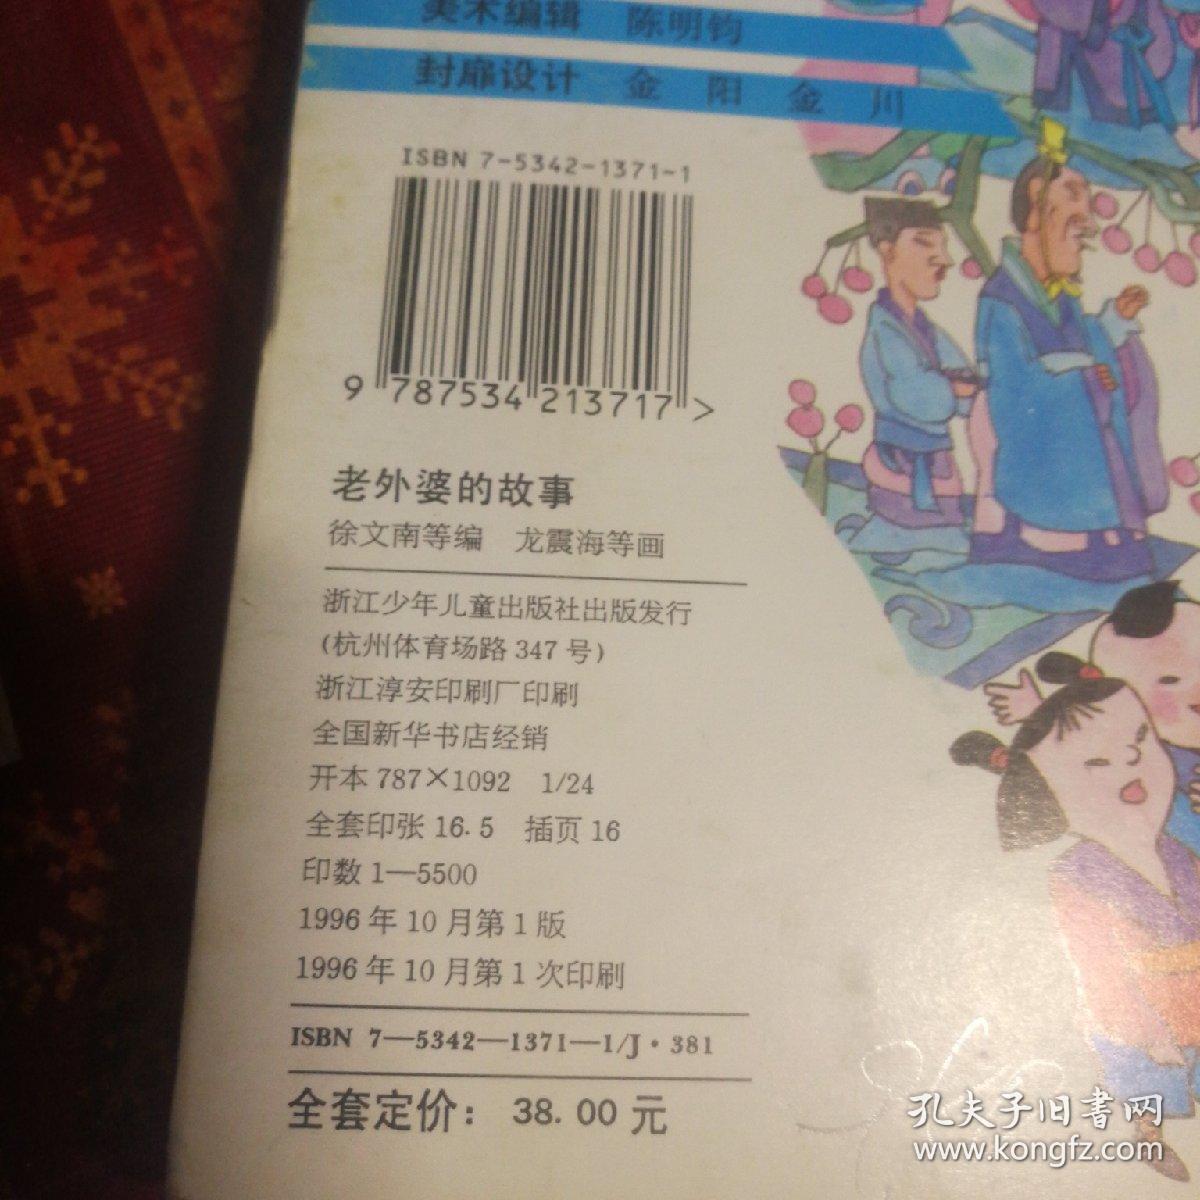 美术编辑 陈明钧
封扉设计 金 阳 金 川
ISBN 7-5342-1371-1
9 787534 213717 >
老外婆的故事
徐文南等编 龙震海等画
浙江少年儿童出版社出版发行
(杭州体育场路 347 号)
浙江淳安印刷厂印刷
全国新华书店经销
开本 787×1092 1/24
全套印张 16.5 插页 16
印数 1—5500
1996 年 10 月第 1 版
1996 年 10 月第 1 次印刷
ISBN 7—5342—1371—1/J·381
全套定价: 38.00 元
孔夫子旧书网
www.kongfz.com